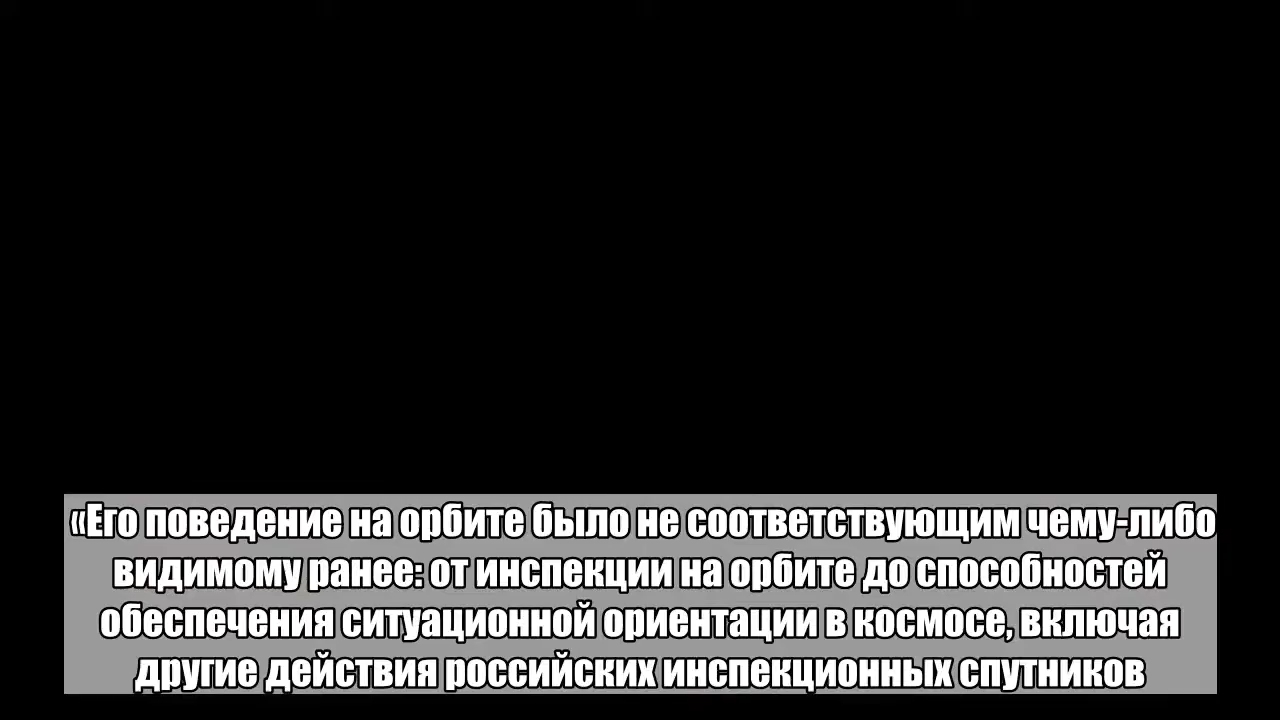 «Его поведение на орбите было не соответствующим чему-либо
видимому ранее: от инспекции на орбите до способностей
обеспечения ситуационной ориентации в космосе, включая
другие действия российских инспекционных спутников